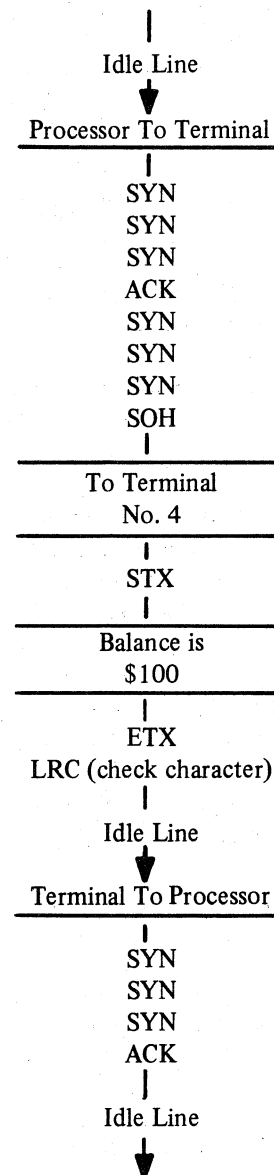 Idle Line
Processor To Terminal
SYN
SYN
SYN
ACK
SYN
SYN
SYN
SOH
To Terminal
No. 4
STX
Balance is
$100
ETX
LRC (check character)
Idle Line
Terminal To Processor
SYN
SYN
SYN
ACK
Idle Line